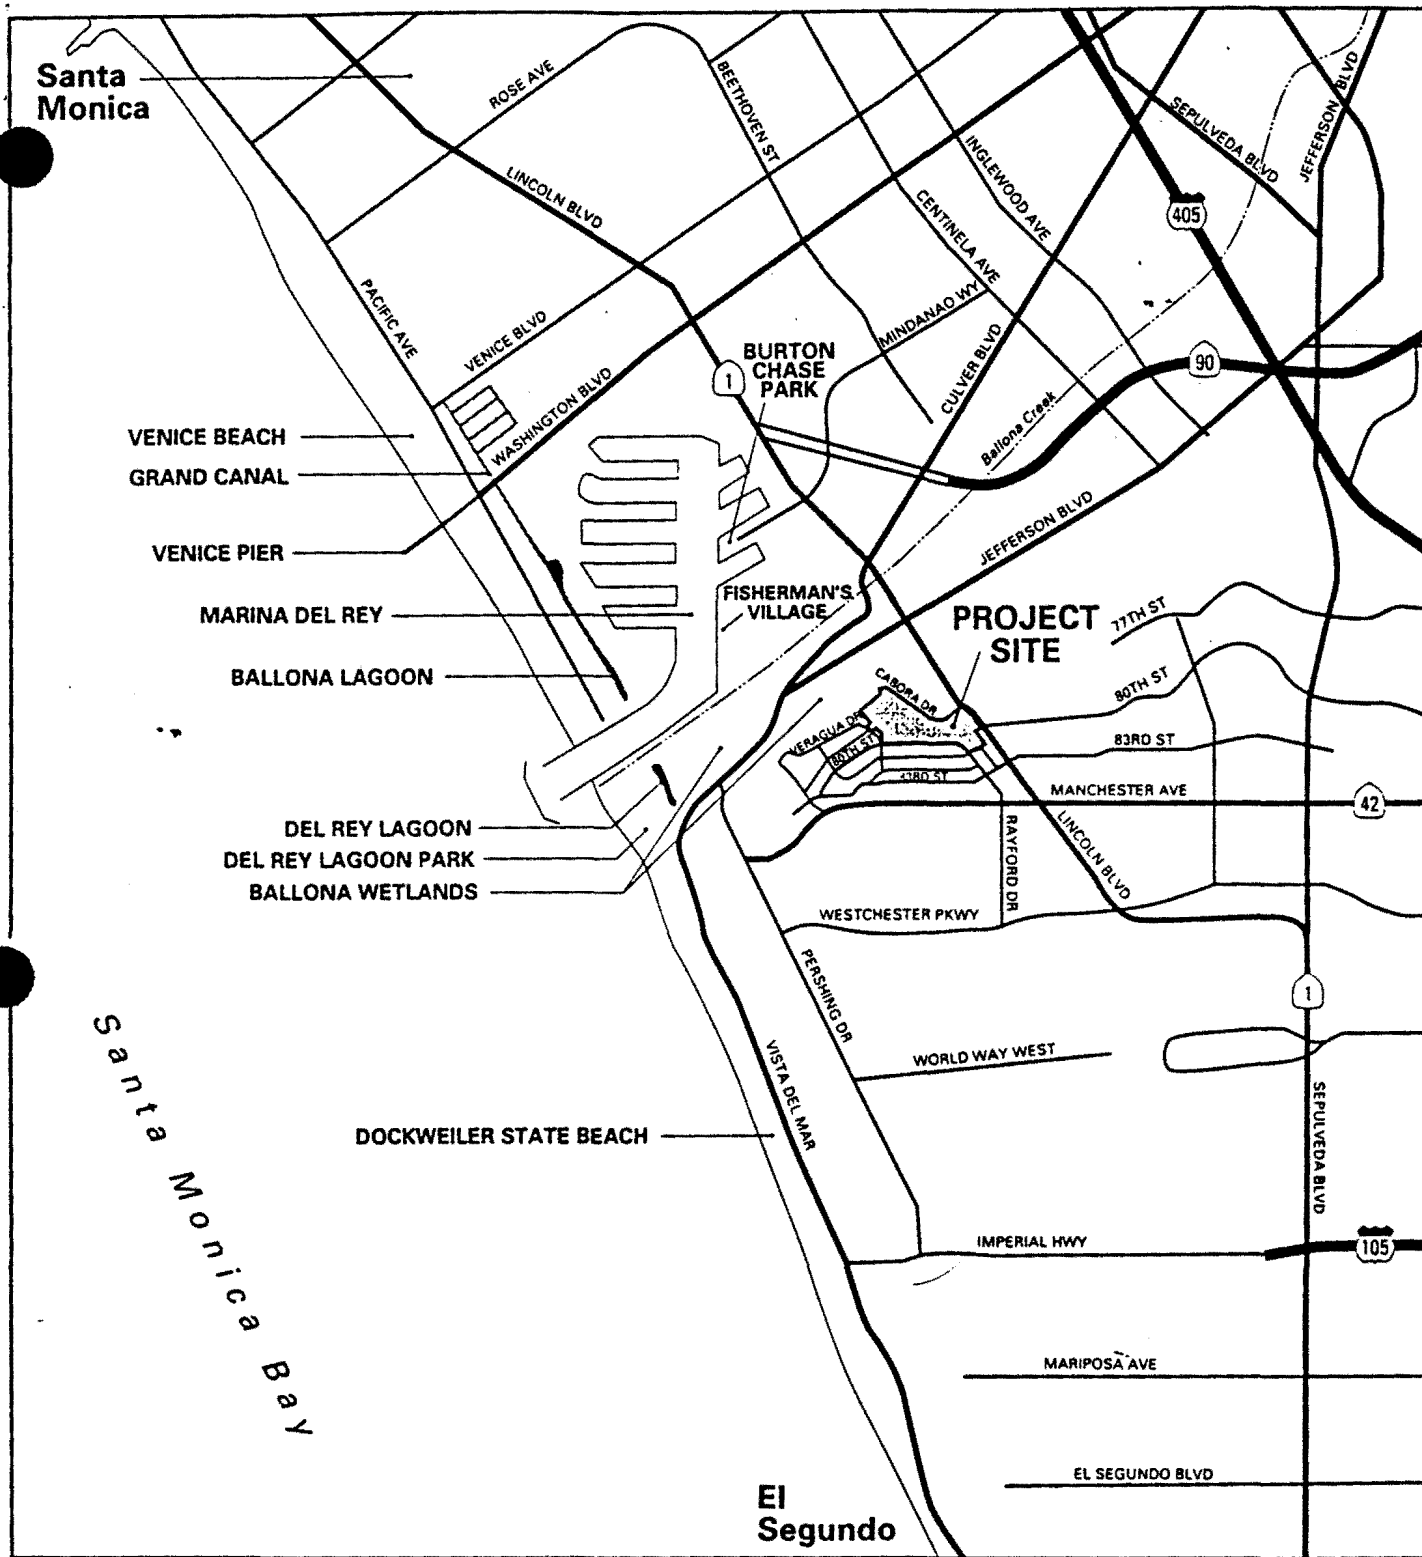 Santa
Monica
ROSE AVE
BEETHOVEN ST
SEPULVEDA BLVD
JEFFERSON BLVD
INGLEWOOD AVE
LINCOLN BLVD
CENTINELA AVE
405
PACIFIC AVE
VENICE BLVD
MINDANAO WY
CULVER BLVD
BURTON
CHASE
PARK
1
90
WASHINGTON BLVD
Ballona Creek
VENICE BEACH
GRAND CANAL
VENICE PIER
JEFFERSON BLVD
MARINA DEL REY
FISHERMAN'S
VILLAGE
PROJECT
SITE
77TH ST
BALLONA LAGOON
CABORA DR
80TH ST
VERAGUA DR
80TH ST
83RD ST
83RD ST
MANCHESTER AVE
42
DEL REY LAGOON
DEL REY LAGOON PARK
BALLONA WETLANDS
RAYFORD DR
LINCOLN BLVD
WESTCHESTER PKWY
PERSHING DR
1
Santa Monica Bay
WORLD WAY WEST
VISTA DEL MAR
DOCKWEILER STATE BEACH
SEPULVEDA BLVD
IMPERIAL HWY
105
MARIPOSA AVE
EL SEGUNDO BLVD
El
Segundo